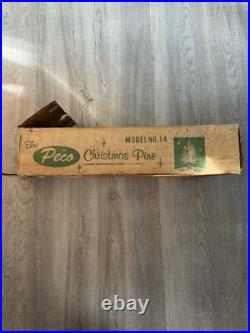 The
Peco
Christmas Pine
MODEL NO. 14